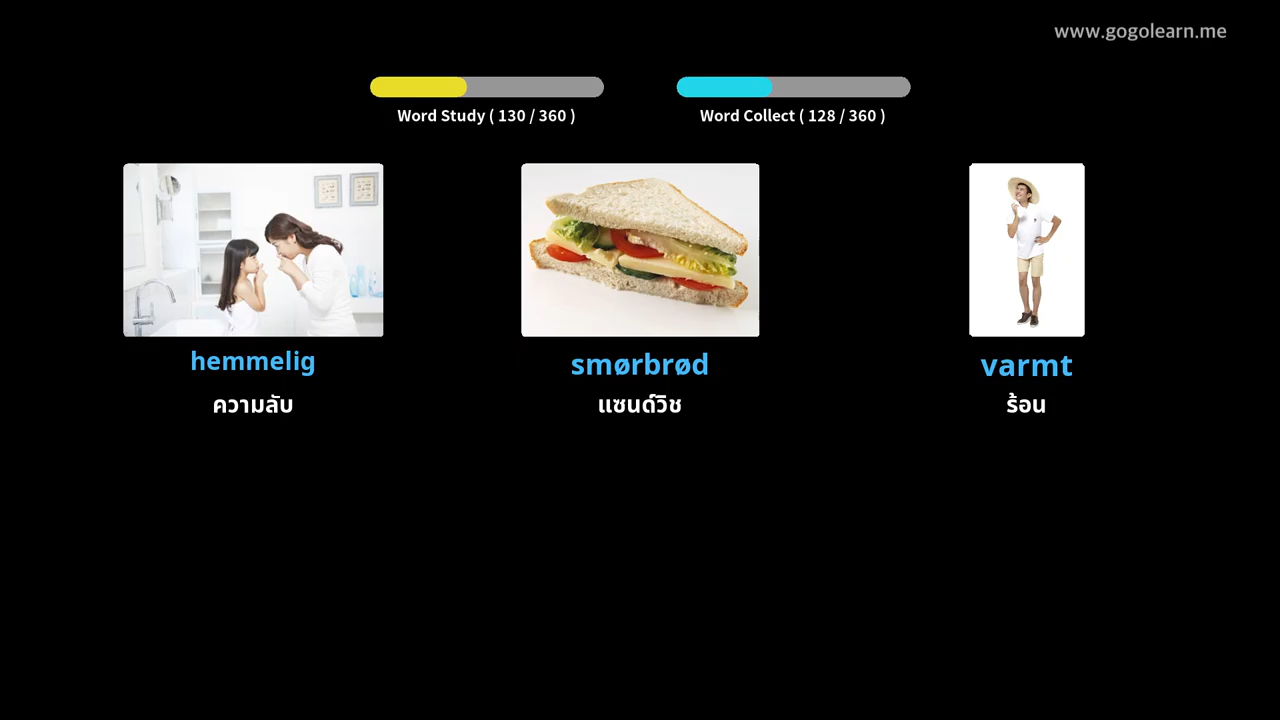 www.gogolearn.me
Word Study ( 130 / 360 )
Word Collect ( 128 / 360 )
hemmelig
ความลับ
smørbrød
แซนด์วิช
varmt
ร้อน